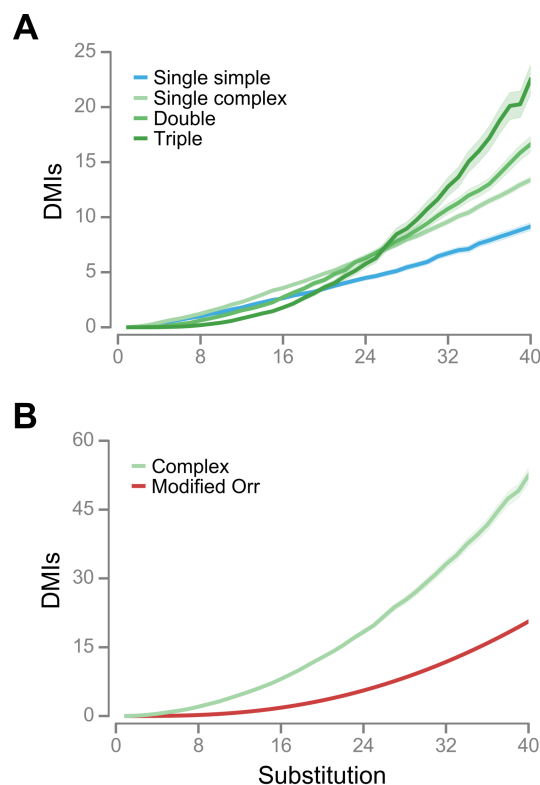 A
25
20
15
10
5
0
DMIs
Single simple
Single complex
Double
Triple
0 8 16 24 32 40
B
60
45
30
15
0
DMIs
Complex
Modified Orr
0 8 16 24 32 40
Substitution